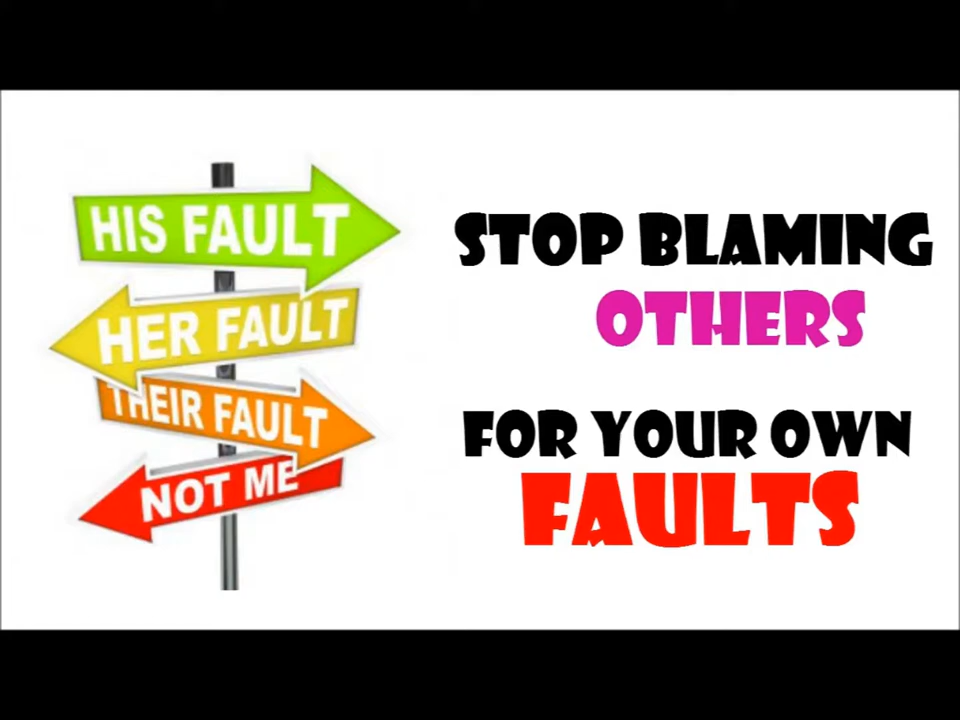 HIS FAULT
HER FAULT
THEIR FAULT
NOT ME
STOP BLAMING
OTHERS
FOR YOUR OWN
FAULTS